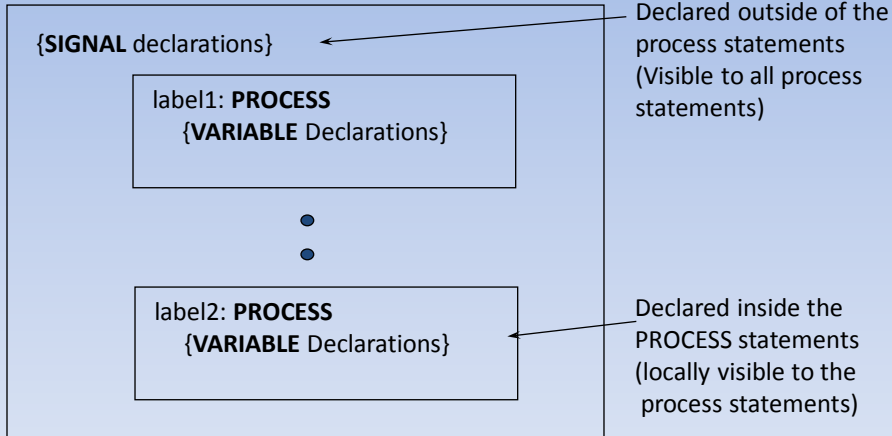 {SIGNAL declarations}
Declared outside of the
process statements
(Visible to all process
statements)
label1: PROCESS
{VARIABLE Declarations}
label2: PROCESS
{VARIABLE Declarations}
Declared inside the
PROCESS statements
(locally visible to the
process statements)